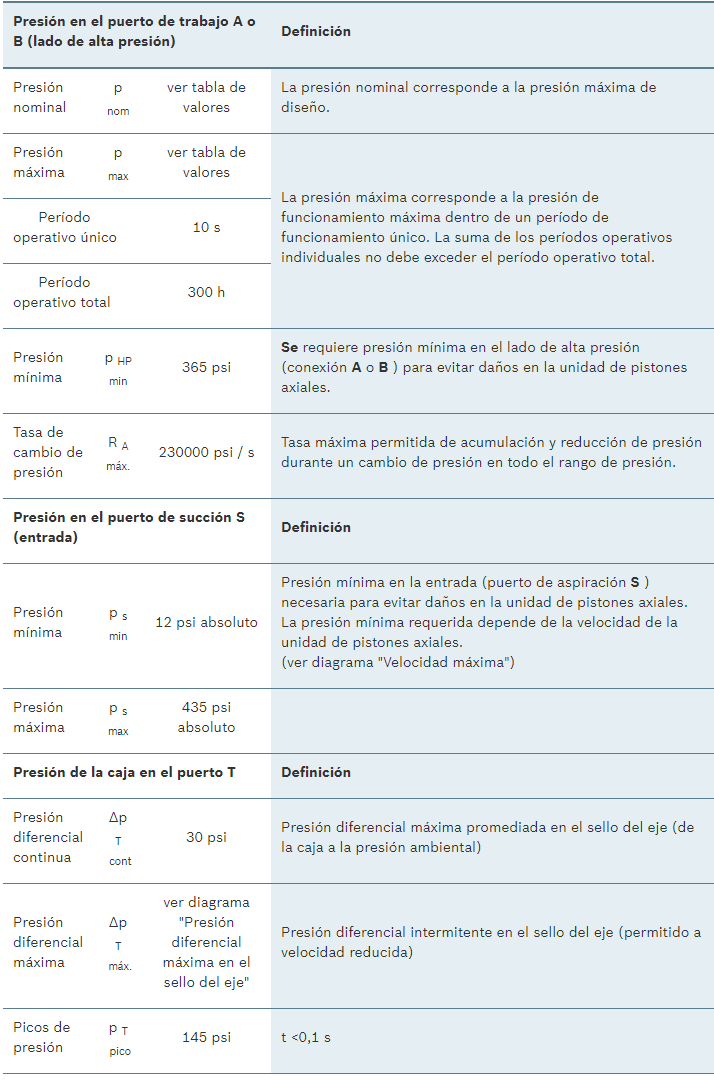 Presión en el puerto de trabajo A o
B (lado de alta presión)
Definición
Presión
nominal
p
nom
ver tabla de
valores
La presión nominal corresponde a la presión máxima de
diseño.
Presión
máxima
p
max
ver tabla de
valores
La presión máxima corresponde a la presión de
funcionamiento máxima dentro de un período de
funcionamiento único. La suma de los períodos operativos
individuales no debe exceder el período operativo total.
Período
operativo único
10 s
Período
operativo total
300 h
Presión
mínima
p HP
min
365 psi
Se requiere presión mínima en el lado de alta presión
(conexión A o B ) para evitar daños en la unidad de pistones
axiales.
Tasa de
cambio de
presión
R A
máx.
230000 psi / s
Tasa máxima permitida de acumulación y reducción de presión
durante un cambio de presión en todo el rango de presión.
Presión en el puerto de succión S
(entrada)
Definición
Presión
mínima
p s
min
12 psi absoluto
Presión mínima en la entrada (puerto de aspiración S )
necesaria para evitar daños en la unidad de pistones axiales.
La presión mínima requerida depende de la velocidad de la
unidad de pistones axiales.
(ver diagrama "Velocidad máxima")
Presión
máxima
p s
max
435 psi
absoluto
Presión de la caja en el puerto T
Definición
Presión
diferencial
continua
Δp
T
cont
30 psi
Presión diferencial máxima promediada en el sello del eje (de
la caja a la presión ambiental)
Presión
diferencial
máxima
Δp
T
máx.
ver diagrama
"Presión
diferencial
máxima en el
sello del eje"
Presión diferencial intermitente en el sello del eje (permitido a
velocidad reducida)
Picos de
presión
p T
pico
145 psi
t <0,1 s